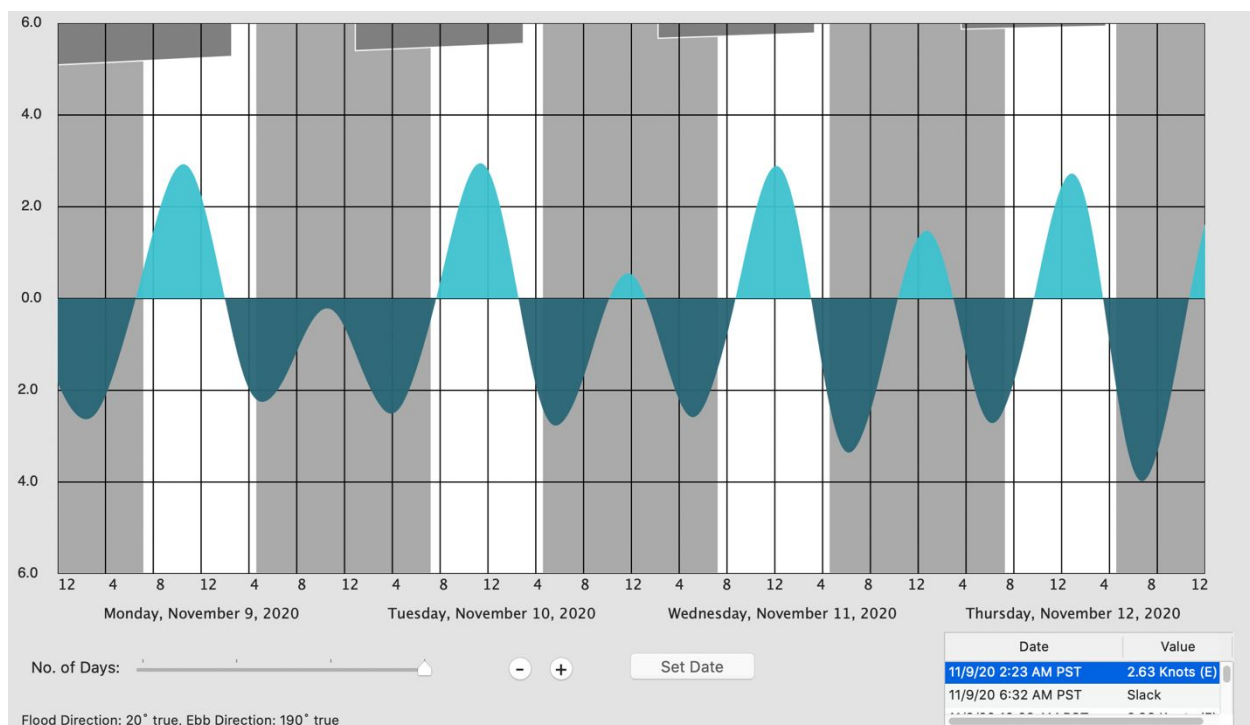 6.0
4.0
2.0
0.0
2.0
4.0
6.0
12 4 8 12 4 8 12 4 8 12 4 8 12 4 8 12 4 8 12 4 8 12 4 8 12
Monday, November 9, 2020 Tuesday, November 10, 2020 Wednesday, November 11, 2020 Thursday, November 12, 2020
No. of Days: - + Set Date
Date Value
11/9/20 2:23 AM PST 2.63 Knots (E)
11/9/20 6:32 AM PST Slack
Flood Direction: 20˚ true, Ebb Direction: 190˚ true